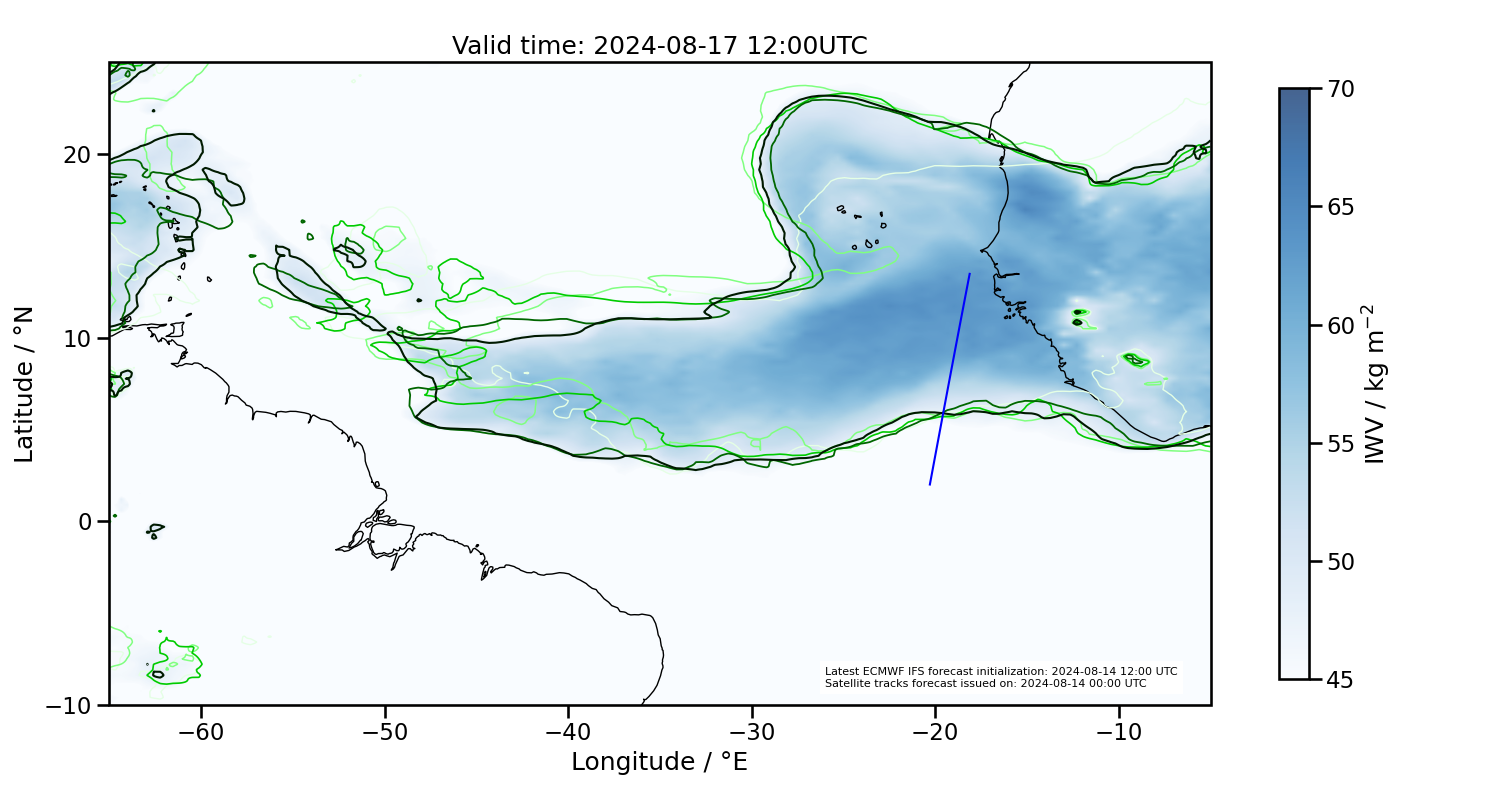 Valid time: 2024-08-17 12:00UTC
20
10
0
−10
Latitude / °N
−60
−50
−40
−30
−20
−10
Longitude / °E
Latest ECMWF IFS forecast initialization: 2024-08-14 12:00 UTC
Satellite tracks forecast issued on: 2024-08-14 00:00 UTC
70
65
60
55
50
45
IWV / kg m⁻²